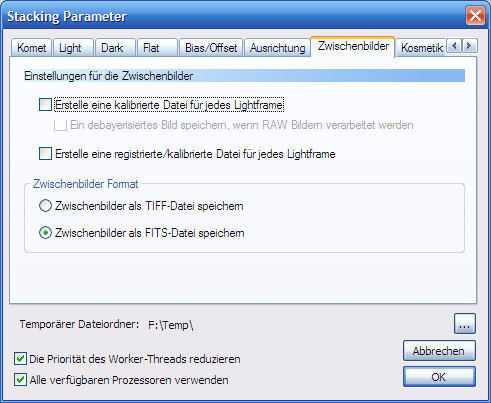 Stacking Parameter
Komet Light Dark Flat Bias/Offset Ausrichtung Zwischenbilder Kosmetik
Einstellungen für die Zwischenbilder
Erstelle eine kalibrierte Datei für jedes Lightframe
Ein debayerisiertes Bild speichern, wenn RAW Bildern verarbeitet werden
Erstelle eine registrierte/kalibrierte Datei für jedes Lightframe
Zwischenbilder Format
Zwischenbilder als TIFF-Datei speichern
Zwischenbilder als FITS-Datei speichern
Temporärer Dateiordner: F:\Temp\ ...
Die Priorität des Worker-Threads reduzieren
Abbrechen
Alle verfügbaren Prozessoren verwenden
OK